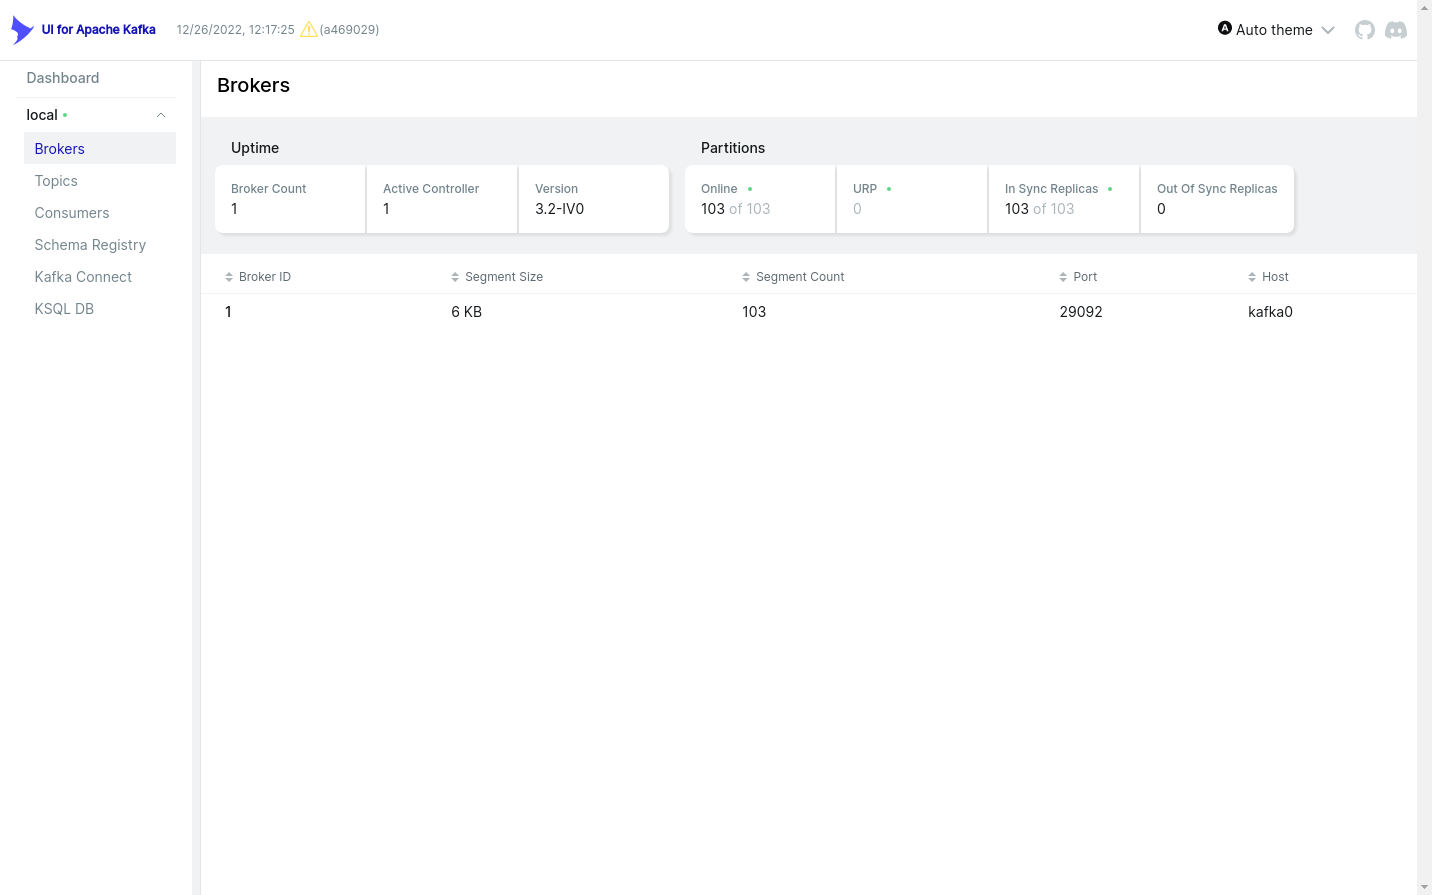 UI for Apache Kafka 12/26/2022, 12:17:25 (a469029) A Auto theme
Dashboard
local
Brokers
Topics
Consumers
Schema Registry
Kafka Connect
KSQL DB
Brokers
Uptime
Broker Count
1
Active Controller
1
Version
3.2-IV0
Partitions
Online
103 of 103
URP
0
In Sync Replicas
103 of 103
Out Of Sync Replicas
0
Broker ID Segment Size Segment Count Port Host
1 6 KB 103 29092 kafka0